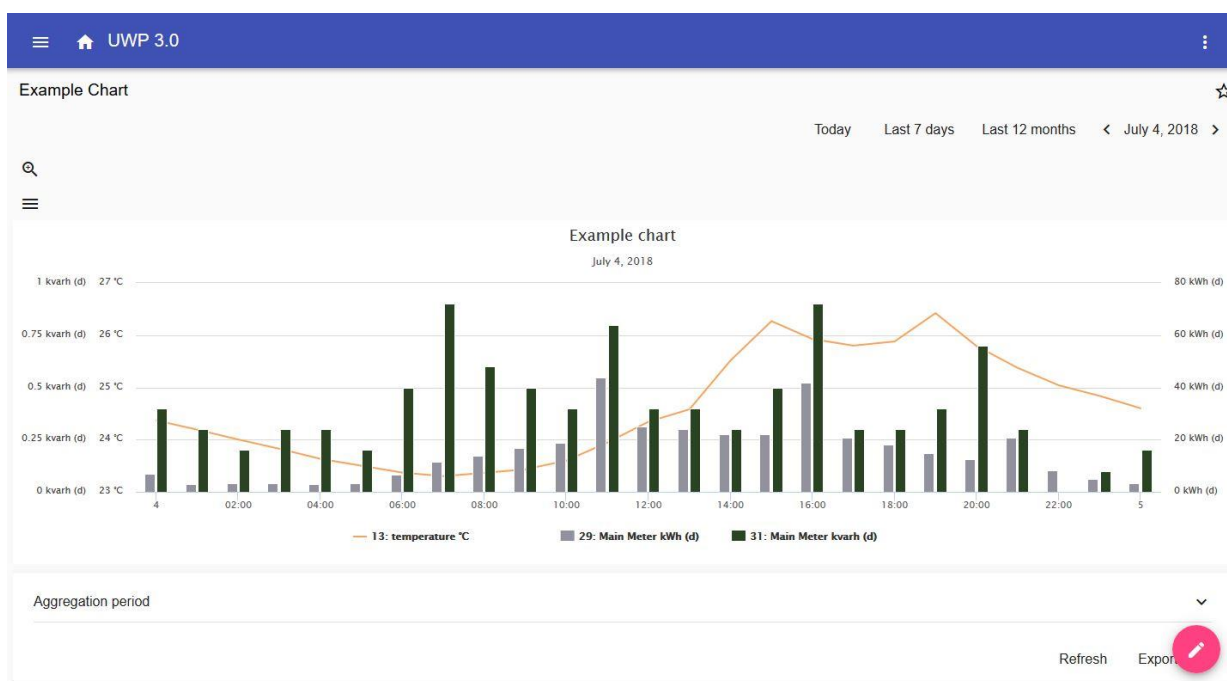 UWP 3.0
Example Chart
Today Last 7 days Last 12 months July 4, 2018
Example chart
July 4, 2018
1 kvarh (d) 27 °C 80 kWh (d)
0.75 kvarh (d) 26 °C 60 kWh (d)
0.5 kvarh (d) 25 °C 40 kWh (d)
0.25 kvarh (d) 24 °C 20 kWh (d)
0 kvarh (d) 23 °C 0 kWh (d)
4 02:00 04:00 06:00 08:00 10:00 12:00 14:00 16:00 18:00 20:00 22:00 5
13: temperature °C 29: Main Meter kWh (d) 31: Main Meter kvarh (d)
Aggregation period
Refresh Export